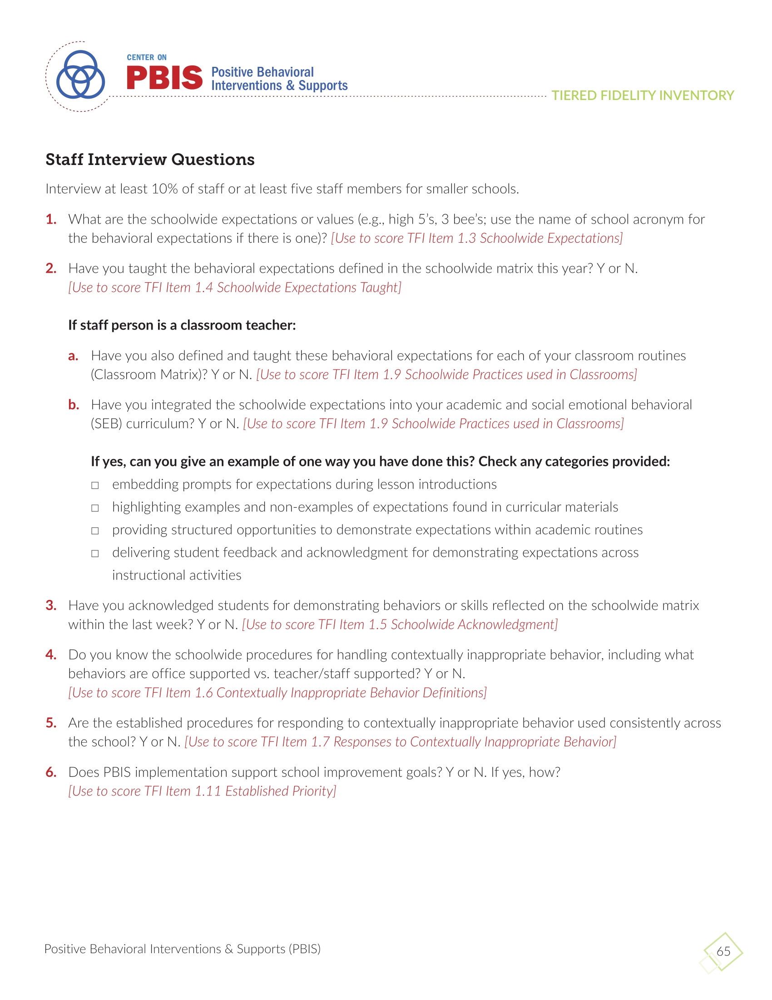 CENTER ON
PBIS Positive Behavioral
Interventions & Supports
TIERED FIDELITY INVENTORY
Staff Interview Questions
Interview at least 10% of staff or at least five staff members for smaller schools.
1. What are the schoolwide expectations or values (e.g., high 5’s, 3 bee’s; use the name of school acronym for
the behavioral expectations if there is one)? [Use to score TFI Item 1.3 Schoolwide Expectations]
2. Have you taught the behavioral expectations defined in the schoolwide matrix this year? Y or N.
[Use to score TFI Item 1.4 Schoolwide Expectations Taught]
If staff person is a classroom teacher:
a. Have you also defined and taught these behavioral expectations for each of your classroom routines
(Classroom Matrix)? Y or N. [Use to score TFI Item 1.9 Schoolwide Practices used in Classrooms]
b. Have you integrated the schoolwide expectations into your academic and social emotional behavioral
(SEB) curriculum? Y or N. [Use to score TFI Item 1.9 Schoolwide Practices used in Classrooms]
If yes, can you give an example of one way you have done this? Check any categories provided:
□ embedding prompts for expectations during lesson introductions
□ highlighting examples and non-examples of expectations found in curricular materials
□ providing structured opportunities to demonstrate expectations within academic routines
□ delivering student feedback and acknowledgment for demonstrating expectations across
instructional activities
3. Have you acknowledged students for demonstrating behaviors or skills reflected on the schoolwide matrix
within the last week? Y or N. [Use to score TFI Item 1.5 Schoolwide Acknowledgment]
4. Do you know the schoolwide procedures for handling contextually inappropriate behavior, including what
behaviors are office supported vs. teacher/staff supported? Y or N.
[Use to score TFI Item 1.6 Contextually Inappropriate Behavior Definitions]
5. Are the established procedures for responding to contextually inappropriate behavior used consistently across
the school? Y or N. [Use to score TFI Item 1.7 Responses to Contextually Inappropriate Behavior]
6. Does PBIS implementation support school improvement goals? Y or N. If yes, how?
[Use to score TFI Item 1.11 Established Priority]
Positive Behavioral Interventions & Supports (PBIS)
65